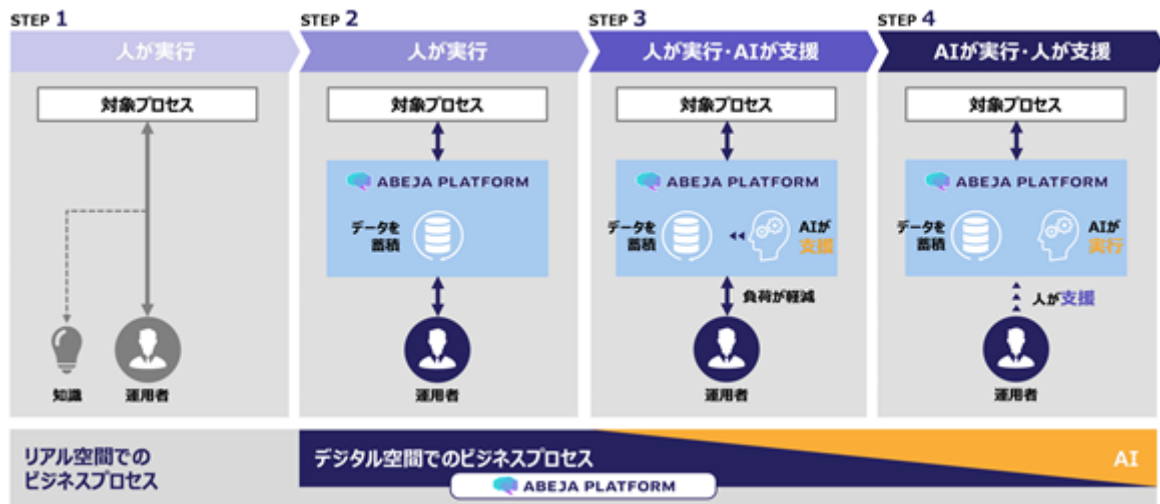 STEP 1
人が実行
対象プロセス
知識
運用者
STEP 2
人が実行
対象プロセス
ABEJA PLATFORM
データを
蓄積
運用者
STEP 3
人が実行・AIが支援
対象プロセス
ABEJA PLATFORM
データを
蓄積
AIが
支援
負荷が軽減
運用者
STEP 4
AIが実行・人が支援
対象プロセス
ABEJA PLATFORM
データを
蓄積
AIが
実行
人が支援
運用者
リアル空間での
ビジネスプロセス
デジタル空間でのビジネスプロセス
AI
ABEJA PLATFORM